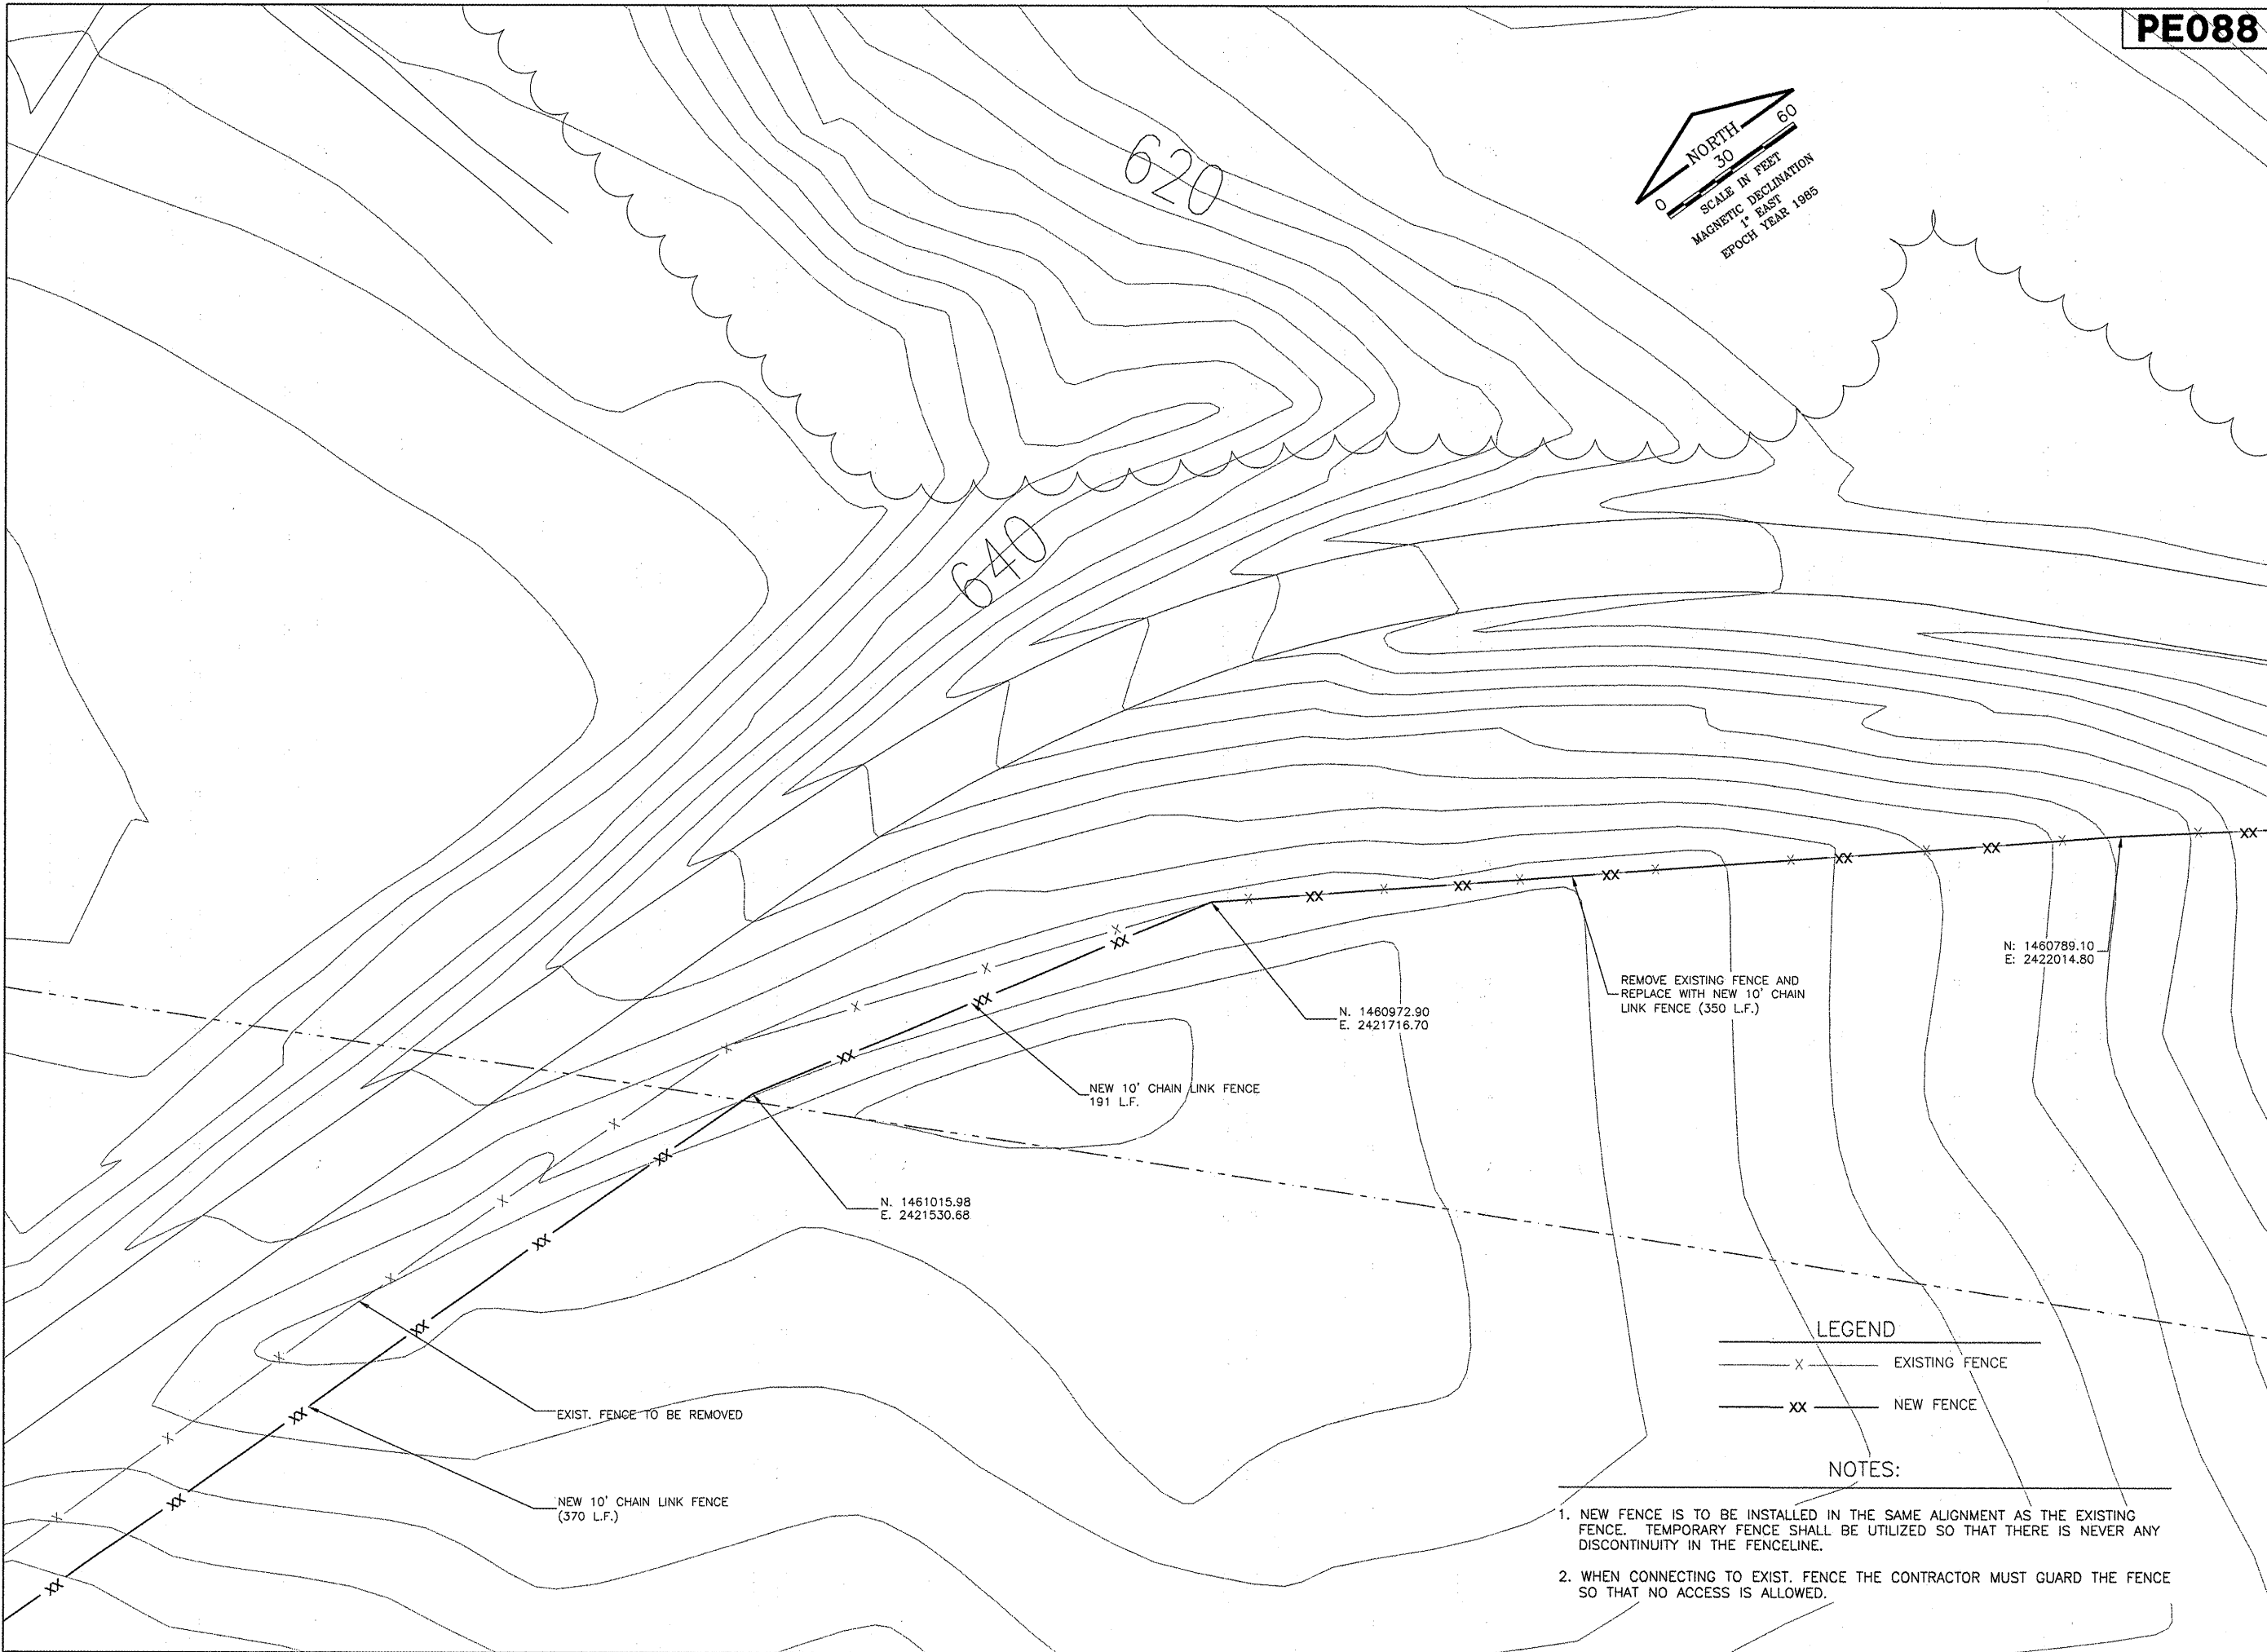 PE088
NORTH
0 30 60
SCALE IN FEET
MAGNETIC DECLINATION
1° EAST
EPOCH YEAR 1985
620
640
N: 1460789.10
E: 2422014.80
REMOVE EXISTING FENCE AND
REPLACE WITH NEW 10' CHAIN
LINK FENCE (350 L.F.)
N. 1460972.90
E. 2421716.70
NEW 10' CHAIN LINK FENCE
191 L.F.
N. 1461015.98
E. 2421530.68
EXIST. FENCE TO BE REMOVED
NEW 10' CHAIN LINK FENCE
(370 L.F.)
LEGEND
X EXISTING FENCE
XX NEW FENCE
NOTES:
1. NEW FENCE IS TO BE INSTALLED IN THE SAME ALIGNMENT AS THE EXISTING
FENCE. TEMPORARY FENCE SHALL BE UTILIZED SO THAT THERE IS NEVER ANY
DISCONTINUITY IN THE FENCELINE.
2. WHEN CONNECTING TO EXIST. FENCE THE CONTRACTOR MUST GUARD THE FENCE
SO THAT NO ACCESS IS ALLOWED.